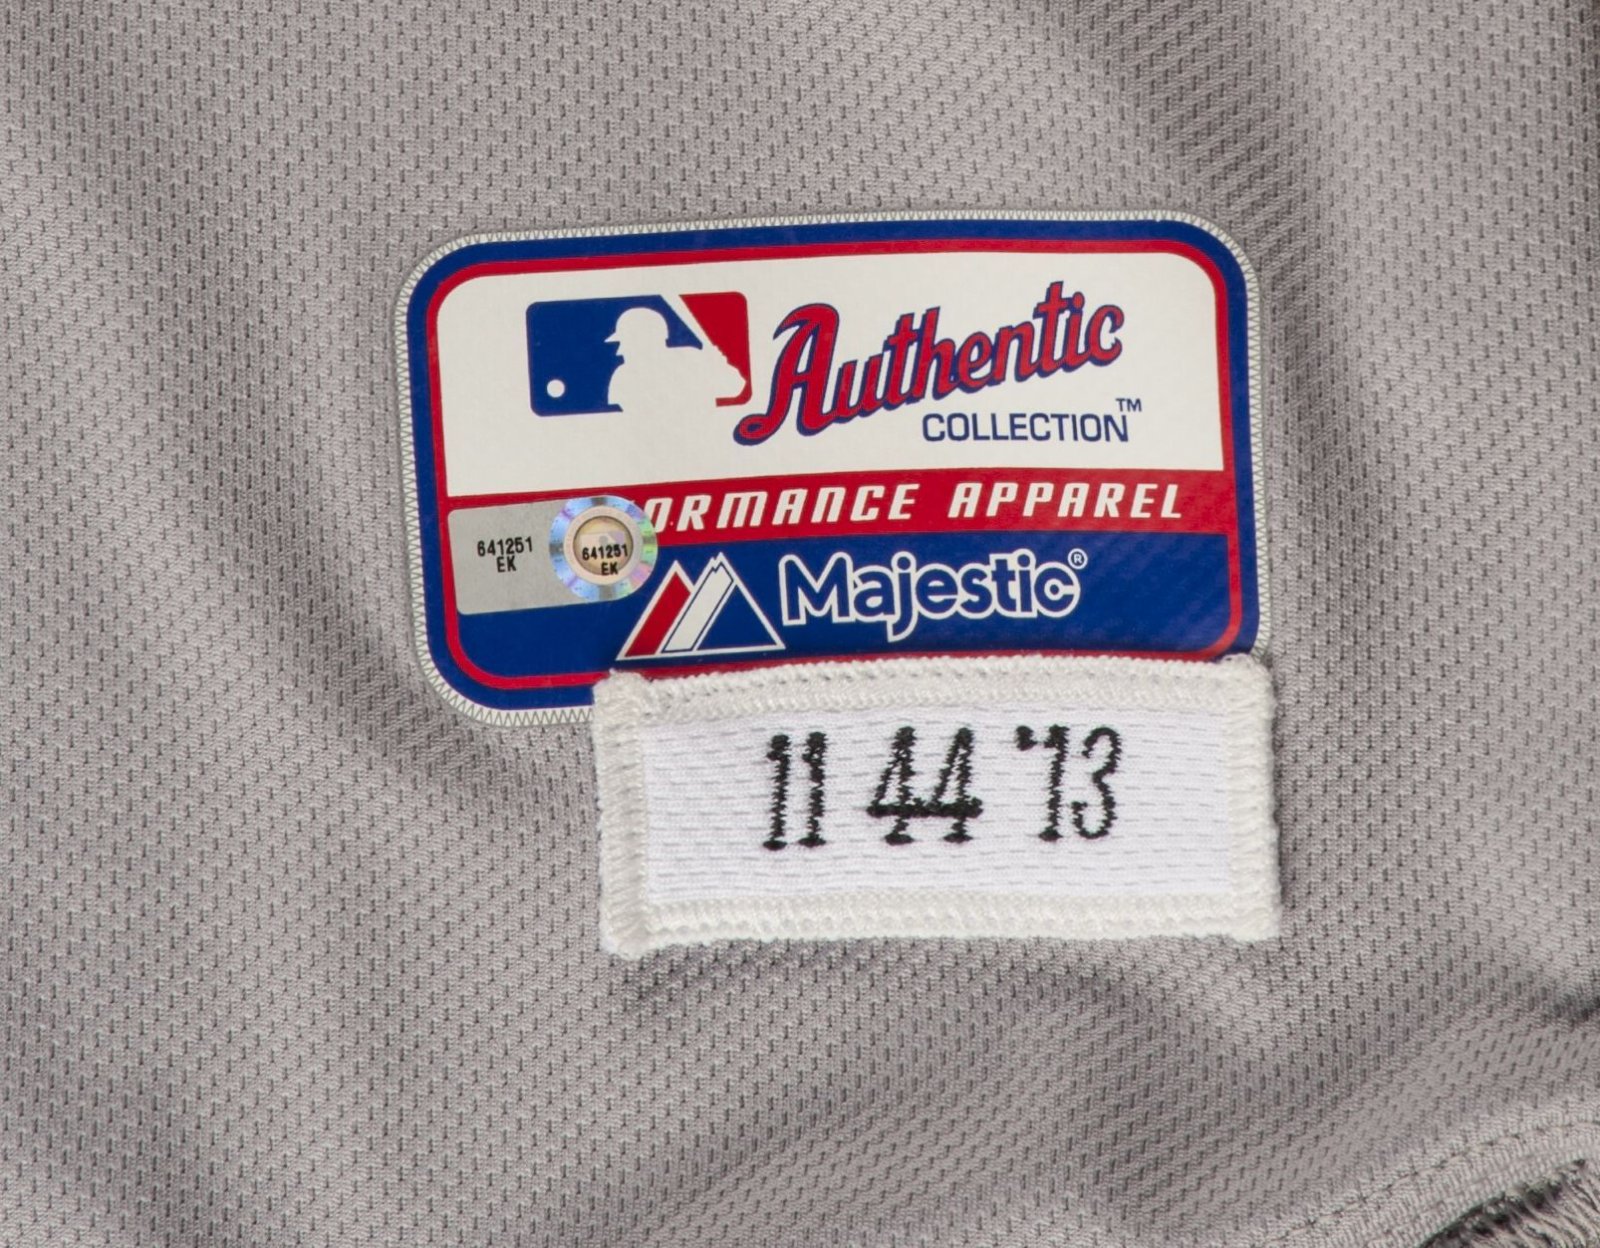 Authentic
COLLECTION™
ORMANCE APPAREL
641251
EK
641251
EK
Majestic®
11 44 '13